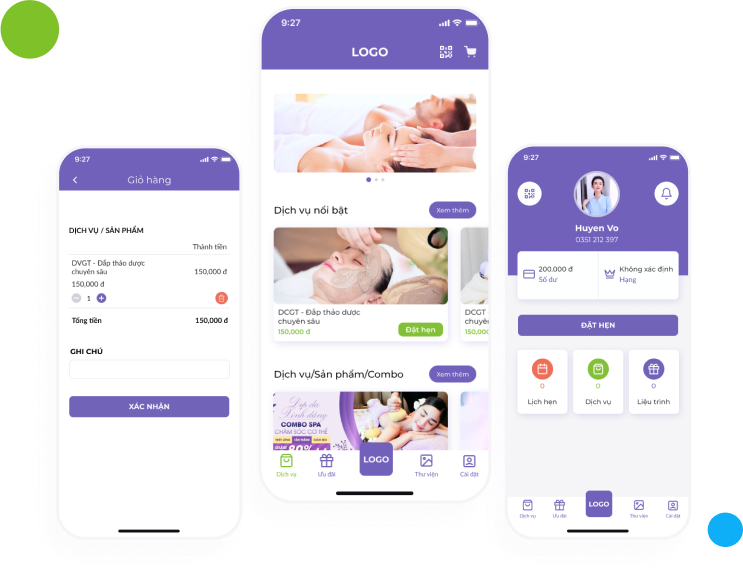 9:27
Giỏ hàng
DỊCH VỤ / SẢN PHẨM
Thành tiền
DVGT - Đắp thảo dược
chuyên sâu
150,000 đ
150,000 đ
1
Tổng tiền
150,000 đ
GHI CHÚ
XÁC NHẬN
9:27
LOGO
Dịch vụ nổi bật
Xem thêm
DCGT - Đắp thảo dược
chuyên sâu
150,000 đ
Đặt hẹn
DCGT -
chuyên
150,000
Dịch vụ/Sản phẩm/Combo
Xem thêm
COMBO SPA
CHĂM SÓC CƠ THỂ
80%
Dịch vụ
Ưu đãi
LOGO
Thư viện
Cài đặt
9:27
Huyen Vo
0351 212 397
200.000 đ
Số dư
Không xác định
Hạng
ĐẶT HẸN
0
Lịch hẹn
0
Dịch vụ
0
Liệu trình
Dịch vụ
Ưu đãi
LOGO
Thư viện
Cài đặt